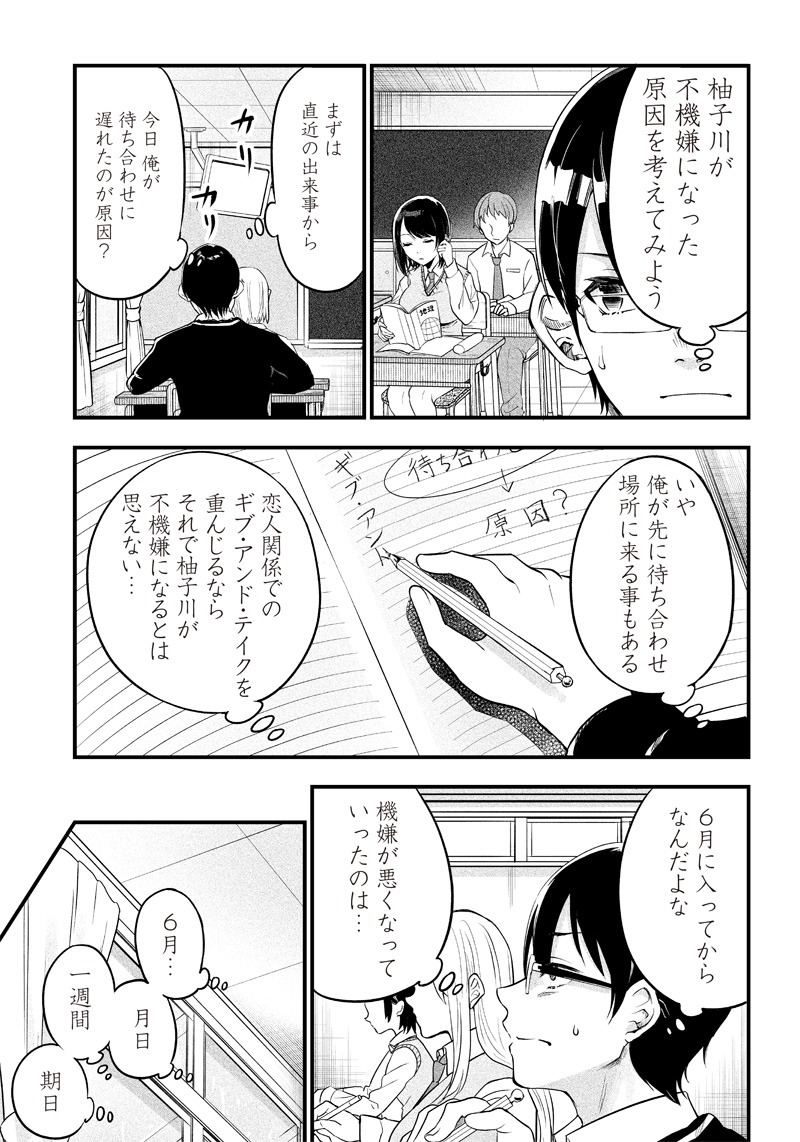 柚子川が
不機嫌になった
原因を考えてみよう
地理
まずは
直近の出来事から
カリ
カリ
今日 俺が
待ち合わせに
遅れたのが原因？
いや
俺が先に待ち合わせ
場所に来る事もある
待ち合わせ
↓
原因？
ギブ・アンド
恋人関係での
ギブ・アンド・テイクを
重んじるなら
それで柚子川が
不機嫌になるとは
思えない…
6月に入ってから
なんだよな
機嫌が悪くなって
いったのは…
6月…
月日
一週間
期日